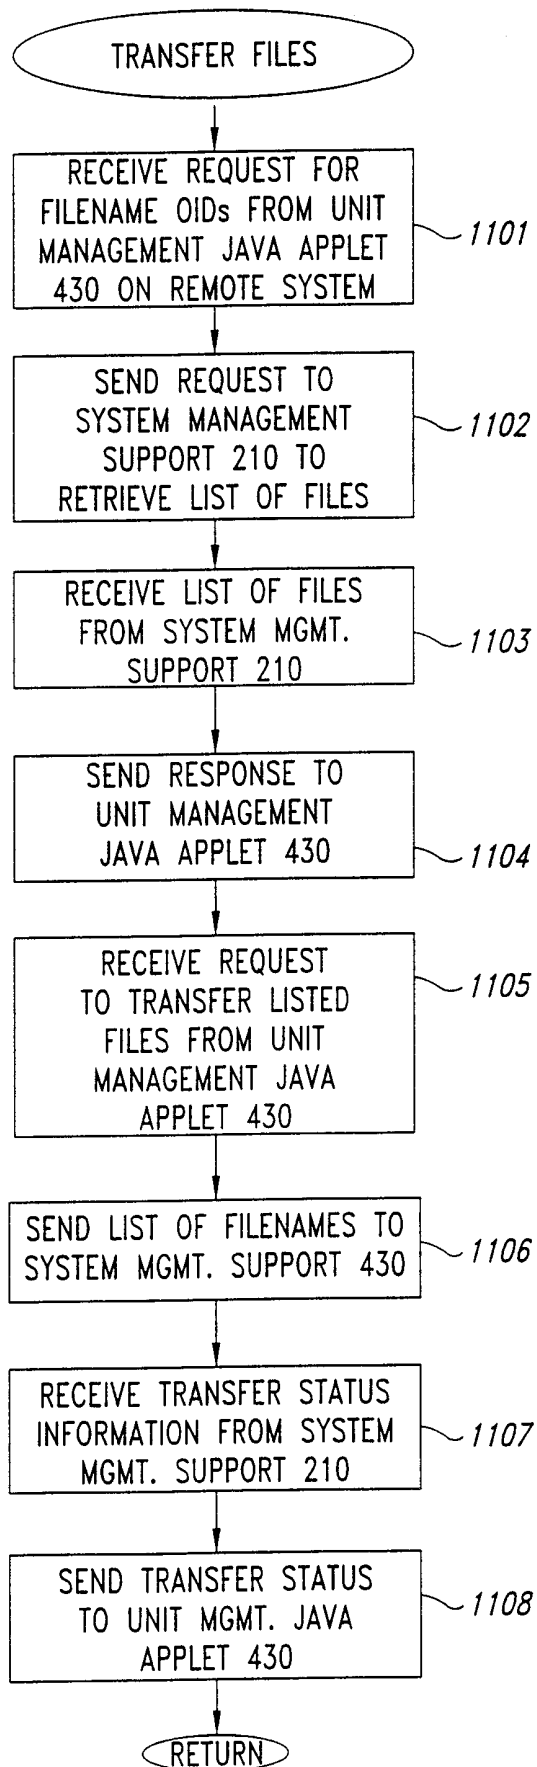 TRANSFER FILES
RECEIVE REQUEST FOR
FILENAME OIDs FROM UNIT
MANAGEMENT JAVA APPLET
430 ON REMOTE SYSTEM
1101
SEND REQUEST TO
SYSTEM MANAGEMENT
SUPPORT 210 TO
RETRIEVE LIST OF FILES
1102
RECEIVE LIST OF FILES
FROM SYSTEM MGMT.
SUPPORT 210
1103
SEND RESPONSE TO
UNIT MANAGEMENT
JAVA APPLET 430
1104
RECEIVE REQUEST
TO TRANSFER LISTED
FILES FROM UNIT
MANAGEMENT JAVA
APPLET 430
1105
SEND LIST OF FILENAMES TO
SYSTEM MGMT. SUPPORT 430
1106
RECEIVE TRANSFER STATUS
INFORMATION FROM SYSTEM
MGMT. SUPPORT 210
1107
SEND TRANSFER STATUS
TO UNIT MGMT. JAVA
APPLET 430
1108
RETURN